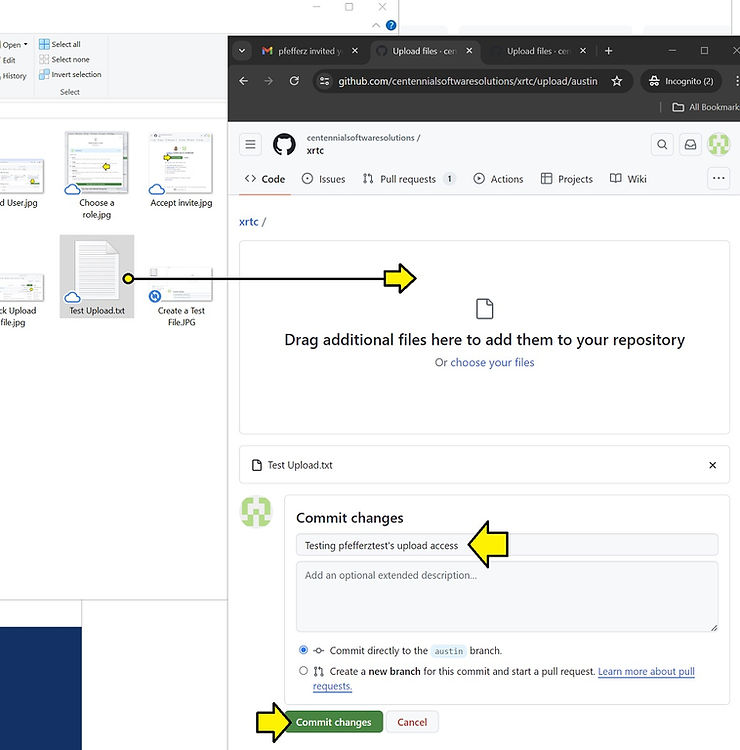 Open
Edit
History
Select all
Select none
Invert selection
Select
d User.jpg
Choose a
role.jpg
Accept invite.jpg
ck Upload
file.jpg
Test Upload.txt
Create a Test
File.JPG
pfefferz invited y
Upload files · cen
Upload files · cen
github.com/centennialsoftwaresolutions/xrtc/upload/austin
Incognito (2)
All Bookmark
centennialsoftwaresolutions /
xrtc
Code
Issues
Pull requests 1
Actions
Projects
Wiki
xrtc /
Drag additional files here to add them to your repository
Or choose your files
Test Upload.txt
Commit changes
Testing pfefferztest's upload access
Add an optional extended description...
Commit directly to the austin branch.
Create a new branch for this commit and start a pull request. Learn more about pull
requests.
Commit changes
Cancel